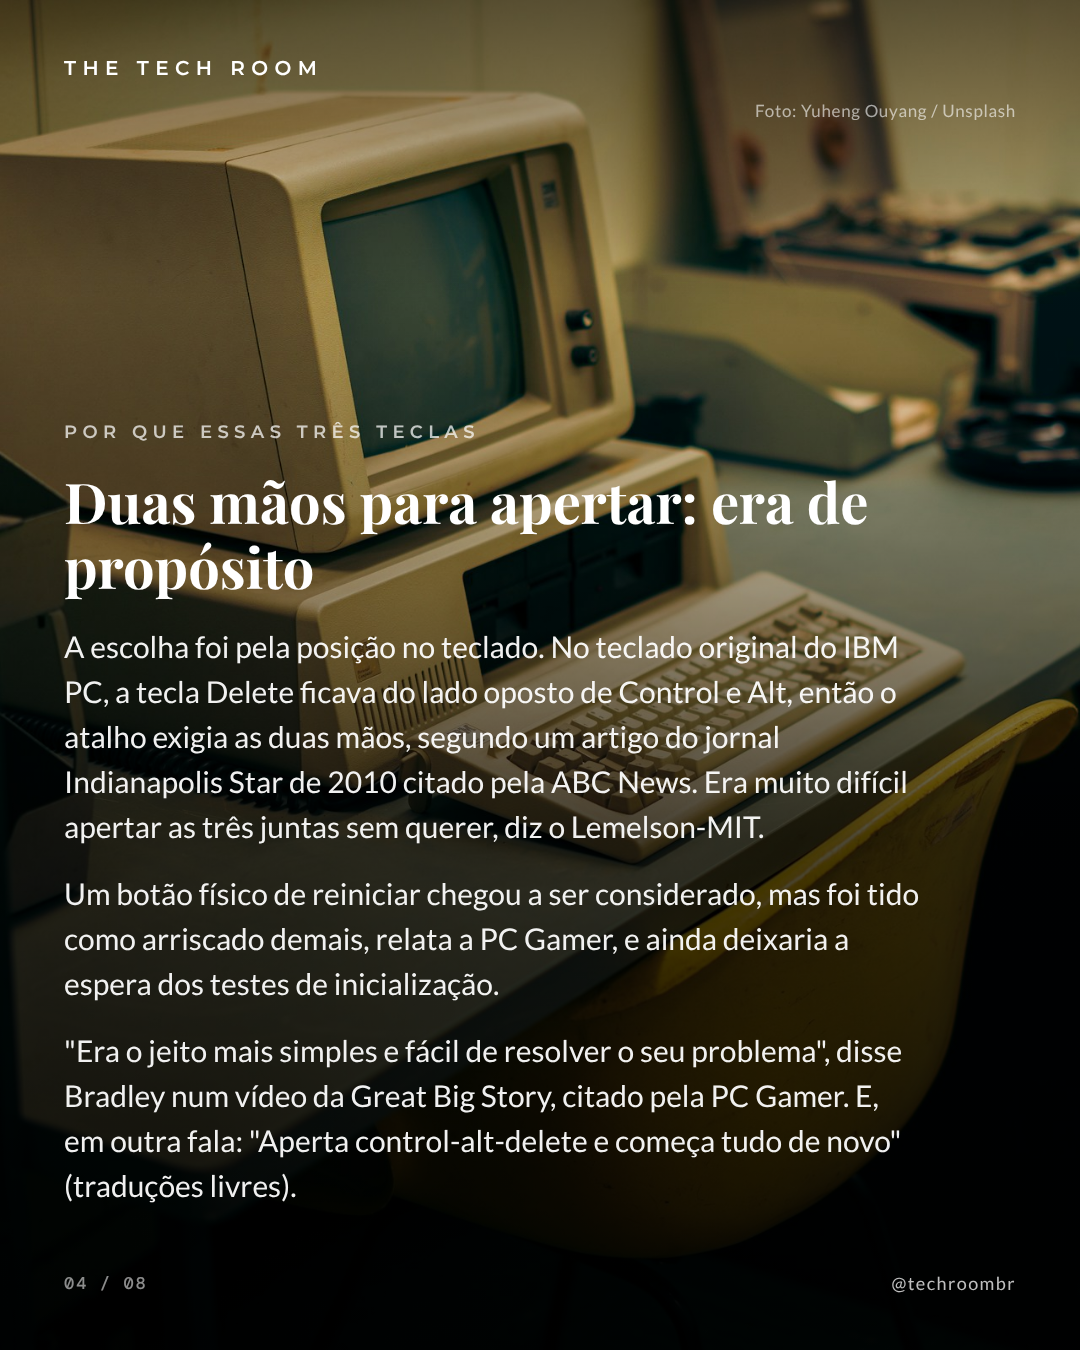 THE TECH ROOM
Foto: Yuheng Ouyang / Unsplash
POR QUE ESSAS TRÊS TECLAS
Duas mãos para apertar: era de
propósito
A escolha foi pela posição no teclado. No teclado original do IBM
PC, a tecla Delete ficava do lado oposto de Control e Alt, então o
atalho exigia as duas mãos, segundo um artigo do jornal
Indianapolis Star de 2010 citado pela ABC News. Era muito difícil
apertar as três juntas sem querer, diz o Lemelson-MIT.
Um botão físico de reiniciar chegou a ser considerado, mas foi tido
como arriscado demais, relata a PC Gamer, e ainda deixaria a
espera dos testes de inicialização.
"Era o jeito mais simples e fácil de resolver o seu problema", disse
Bradley num vídeo da Great Big Story, citado pela PC Gamer. E,
em outra fala: "Aperta control-alt-delete e começa tudo de novo"
(traduções livres).
04 / 08
@techroombr